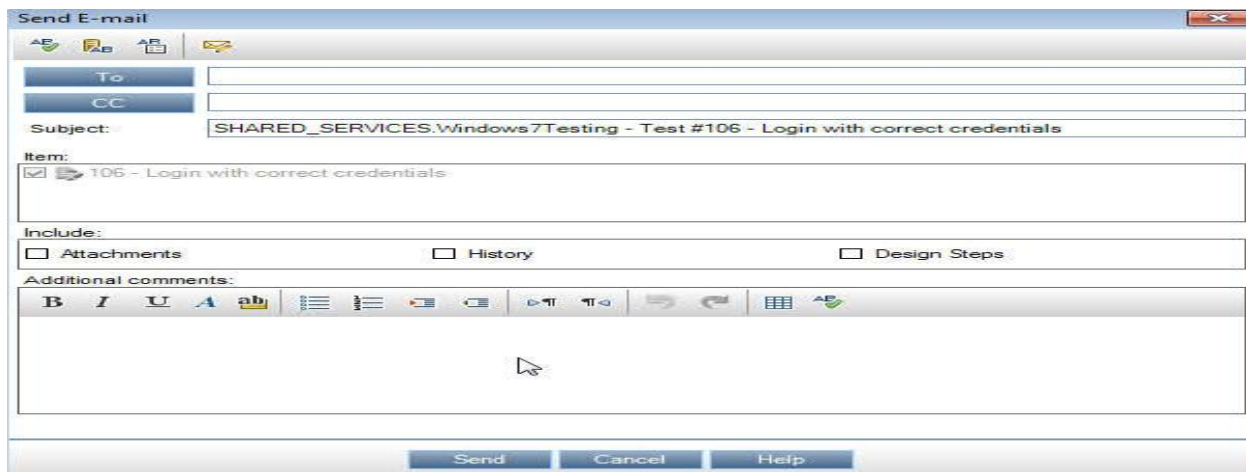 Send E-mail
To
CC
Subject: SHARED_SERVICES.Windows7Testing - Test #106 - Login with correct credentials
Item:
106 - Login with correct credentials
Include:
Attachments History Design Steps
Additional comments:
B I U A ab
Send Cancel Help